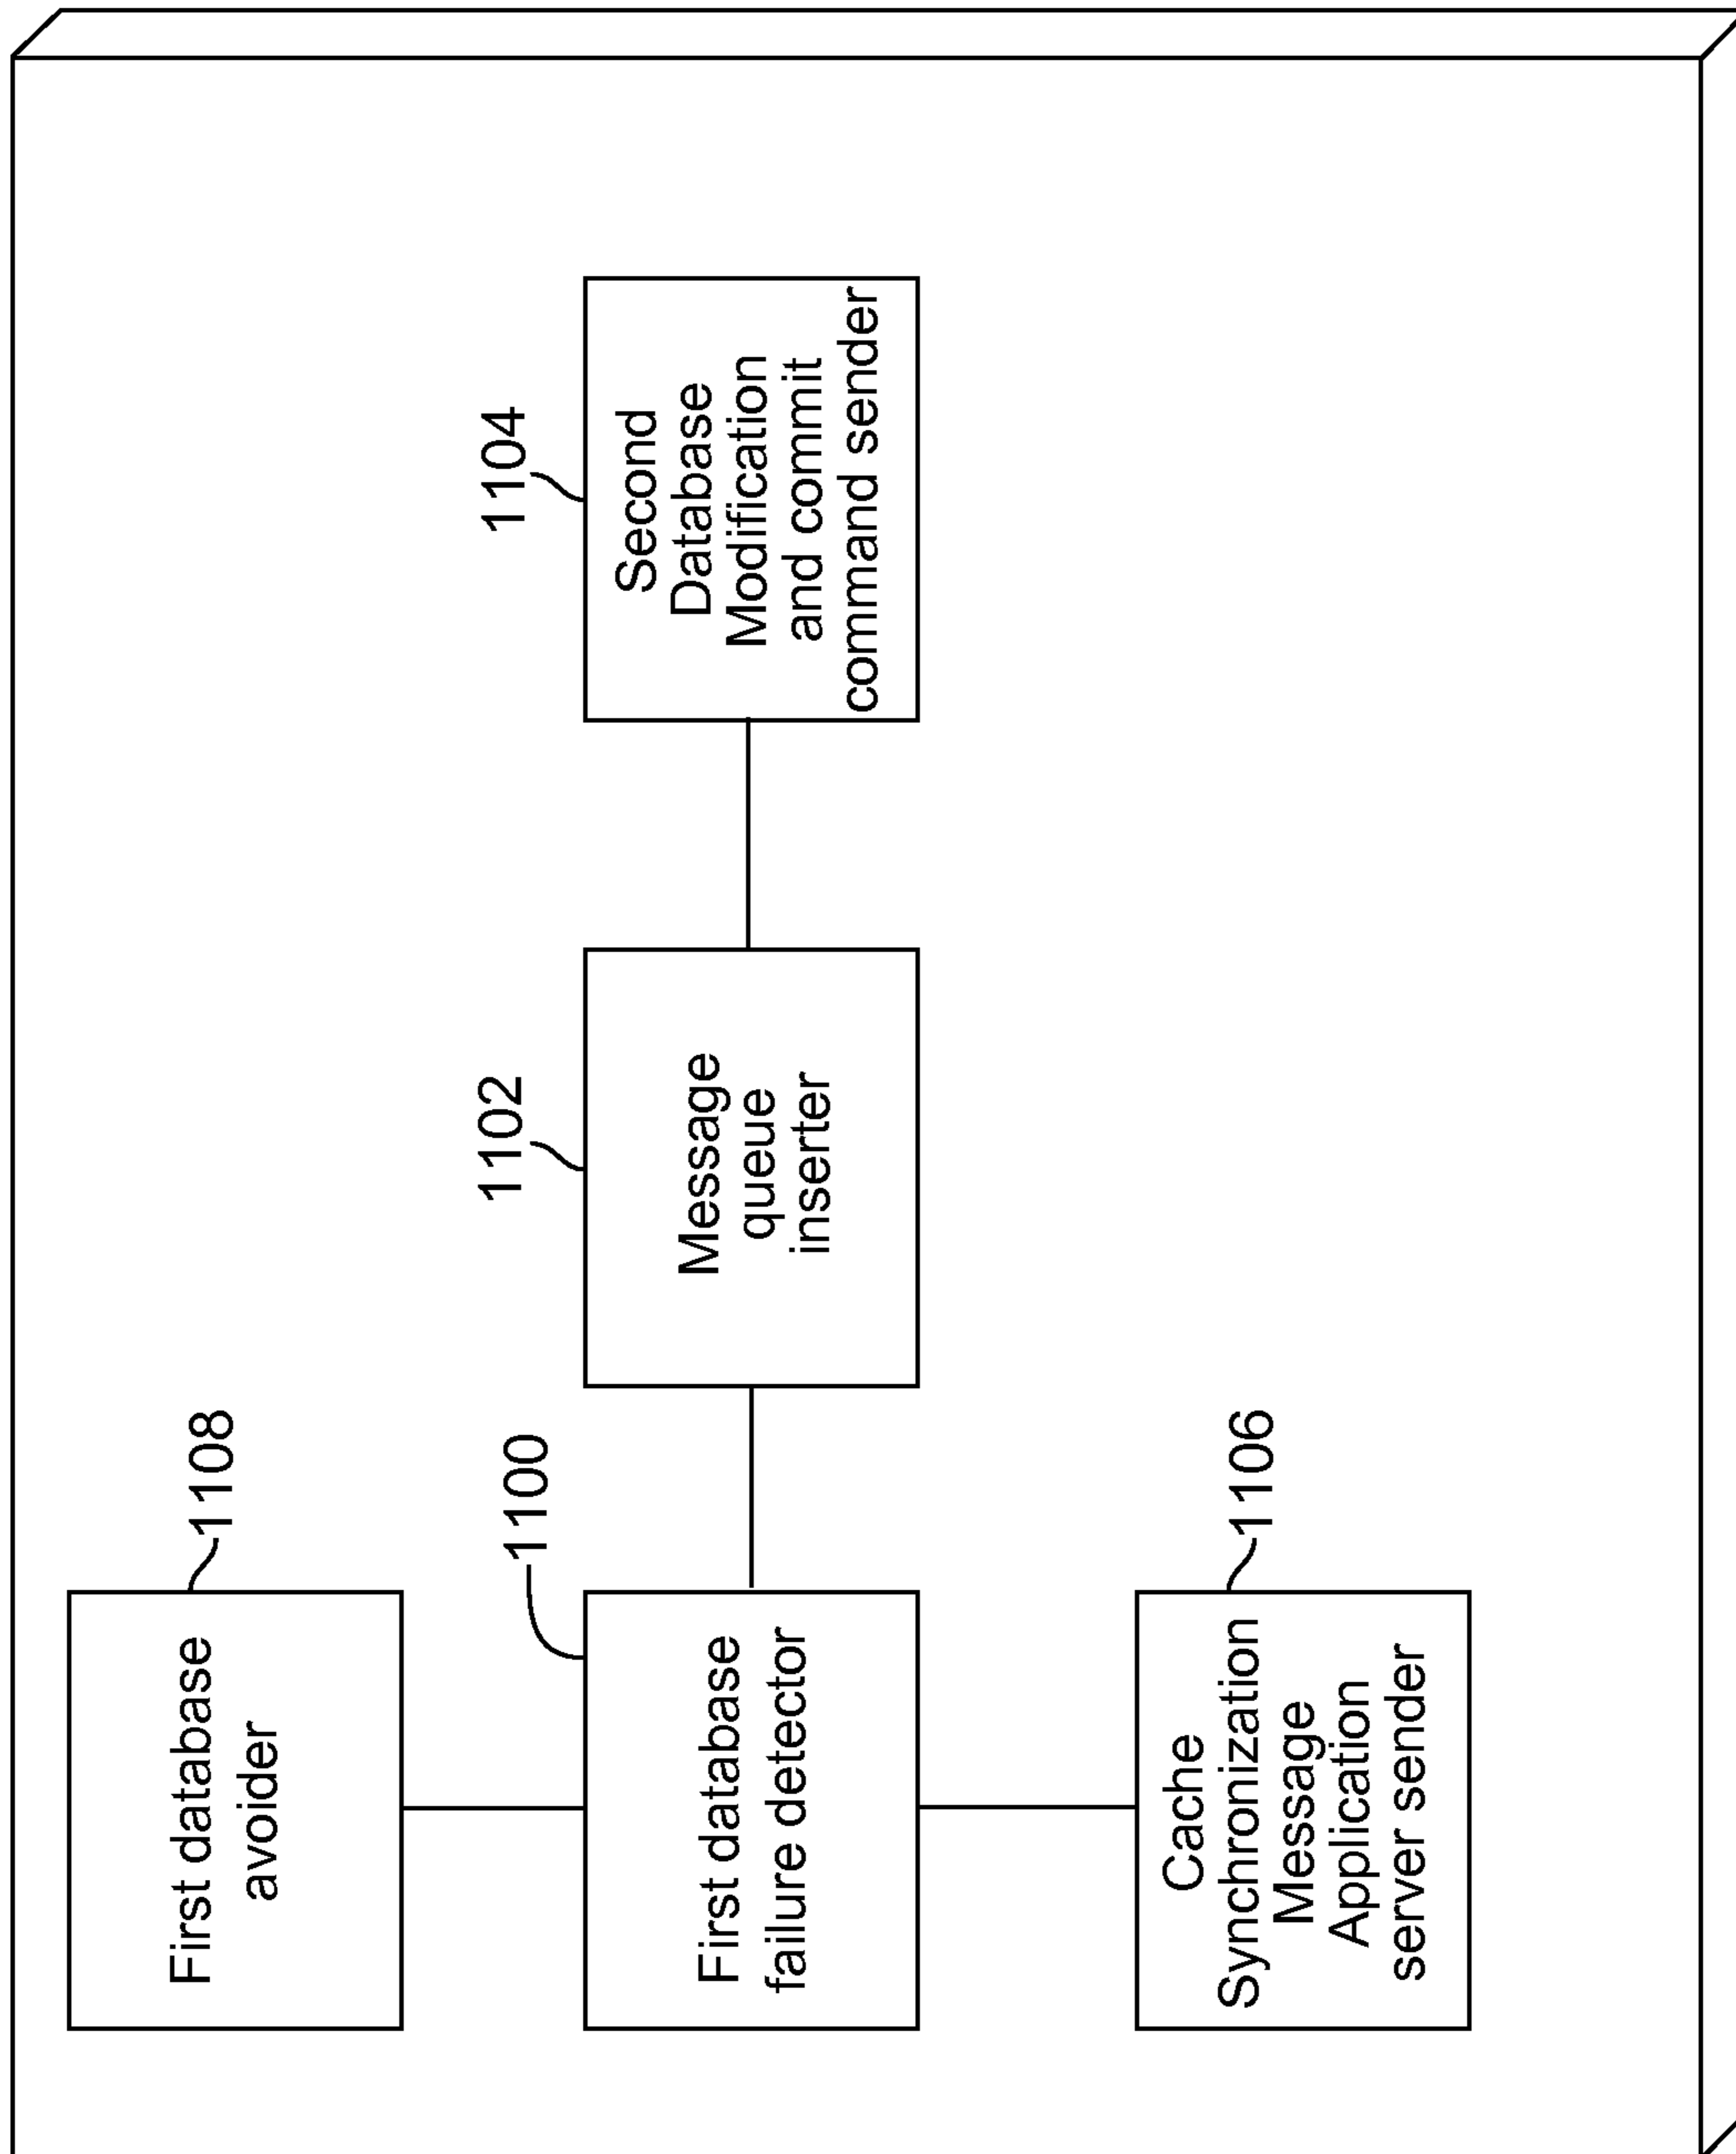 1108
First database
avoider
1100
First database
failure detector
1102
Message
queue
inserter
1104
Second
Database
Modification
and commit
command sender
1106
Cache
Synchronization
Message
Application
server sender